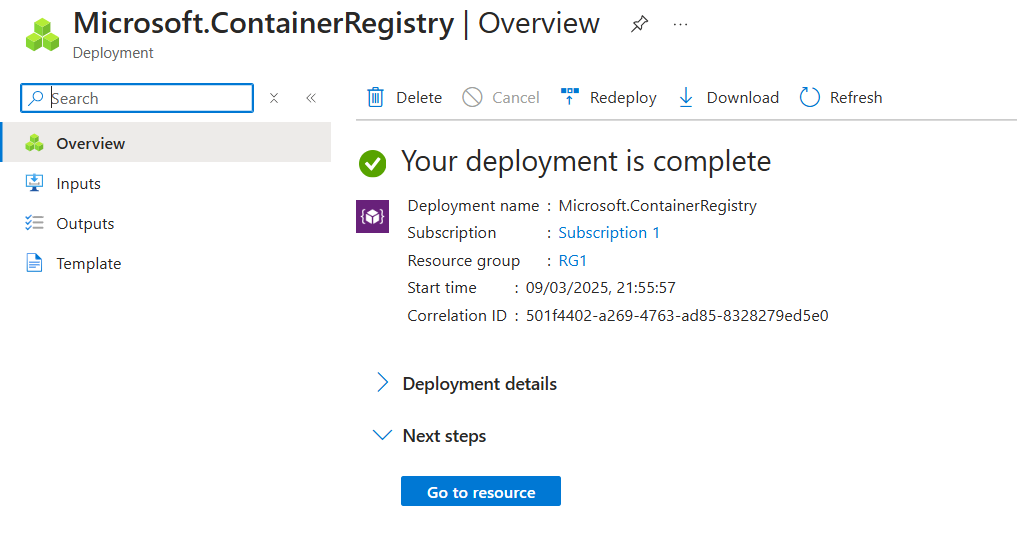 Microsoft.ContainerRegistry | Overview
Deployment
Search
Overview
Inputs
Outputs
Template
Delete Cancel Redeploy Download Refresh
Your deployment is complete
Deployment name : Microsoft.ContainerRegistry
Subscription : Subscription 1
Resource group : RG1
Start time : 09/03/2025, 21:55:57
Correlation ID : 501f4402-a269-4763-ad85-8328279ed5e0
Deployment details
Next steps
Go to resource